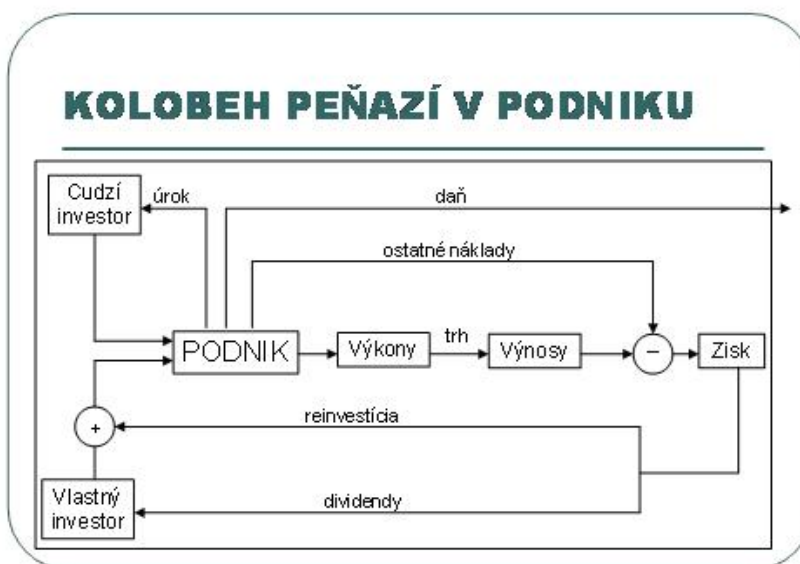 KOLOBEH PEŇAZÍ V PODNIKU
Cudzí
investor
úrok
daň
ostatné náklady
PODNIK
Výkony
trh
Výnosy
−
Zisk
+
reinvestícia
Vlastný
investor
dividendy